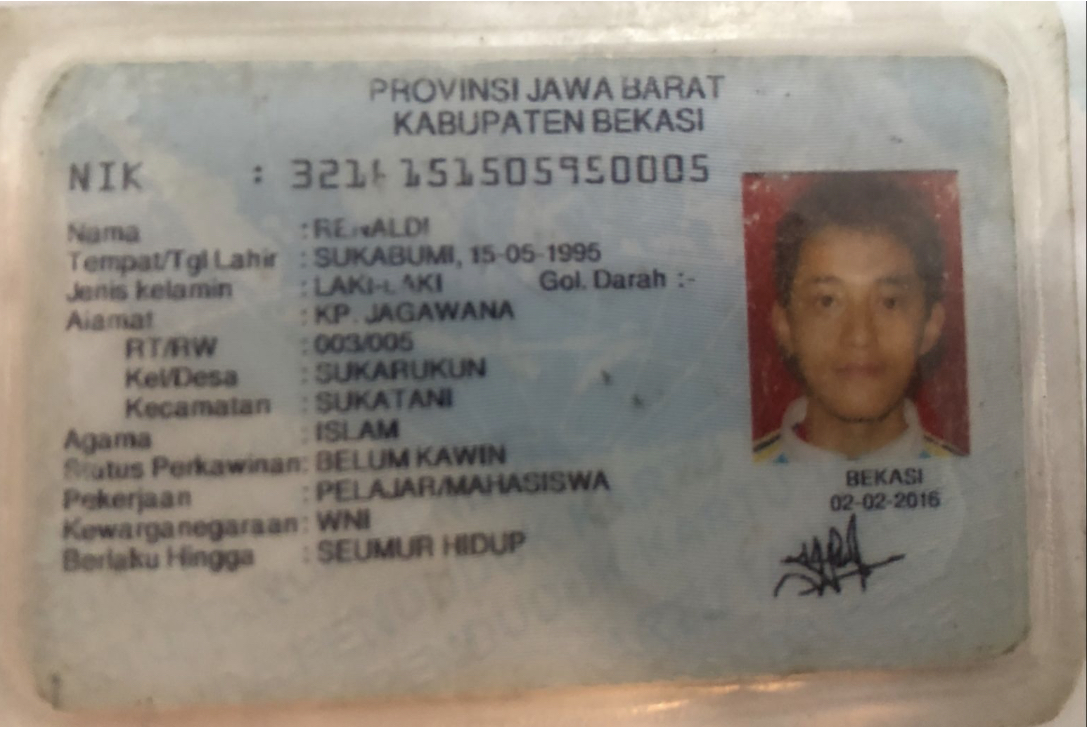 PROVINSI JAWA BARAT
KABUPATEN BEKASI
NIK :
Nama : RENALDI
Tempat/Tgl Lahir : SUKABUMI, 15-05-1995
Jenis kelamin : LAKI-LAKI Gol. Darah :-
Alamat : KP. JAGAWANA
RT/RW : 003/005
Kel/Desa : SUKARUKUN
Kecamatan : SUKATANI
Agama : ISLAM
Status Perkawinan: BELUM KAWIN
Pekerjaan : PELAJAR/MAHASISWA
Kewarganegaraan: WNI
Berlaku Hingga : SEUMUR HIDUP
BEKASI
02-02-2016